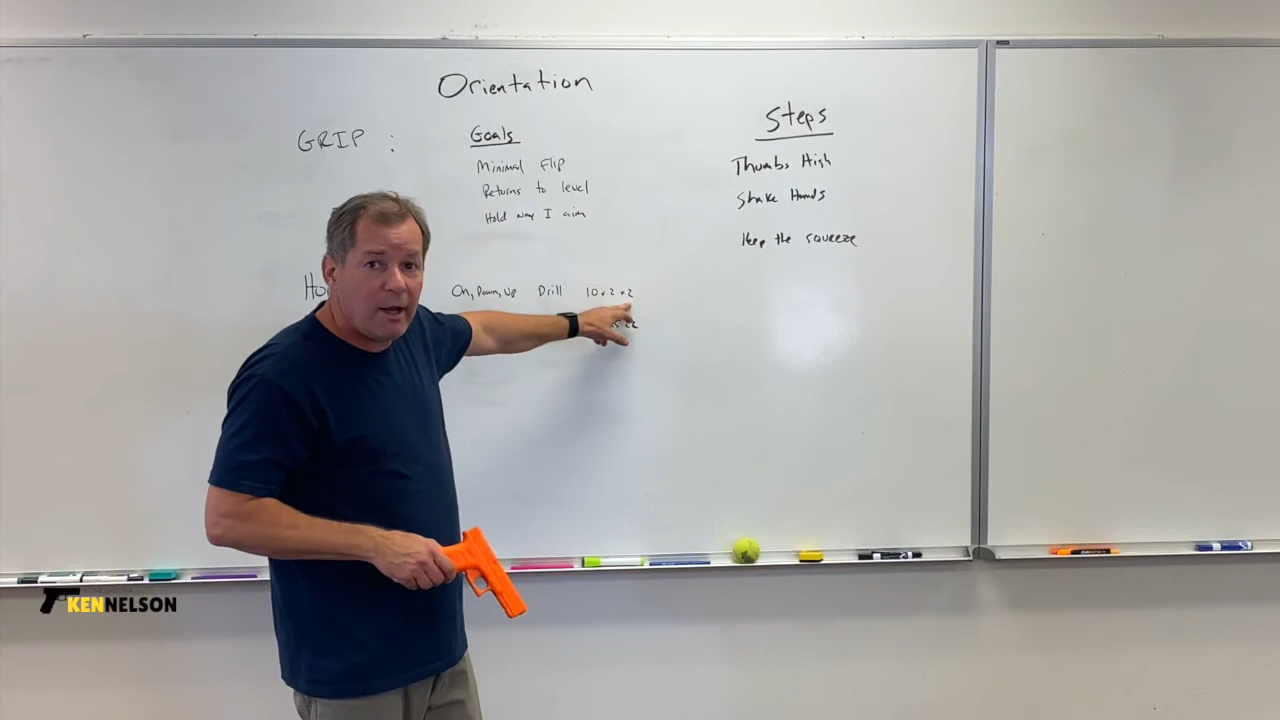 Orientation
GRIP :
Goals
Minimal Flip
Returns to level
Hold way I aim
Steps
Thumbs High
Shake Hands
Keep the squeeze
On, Down, Up Drill 10 x 2 x 2
KENNELSON